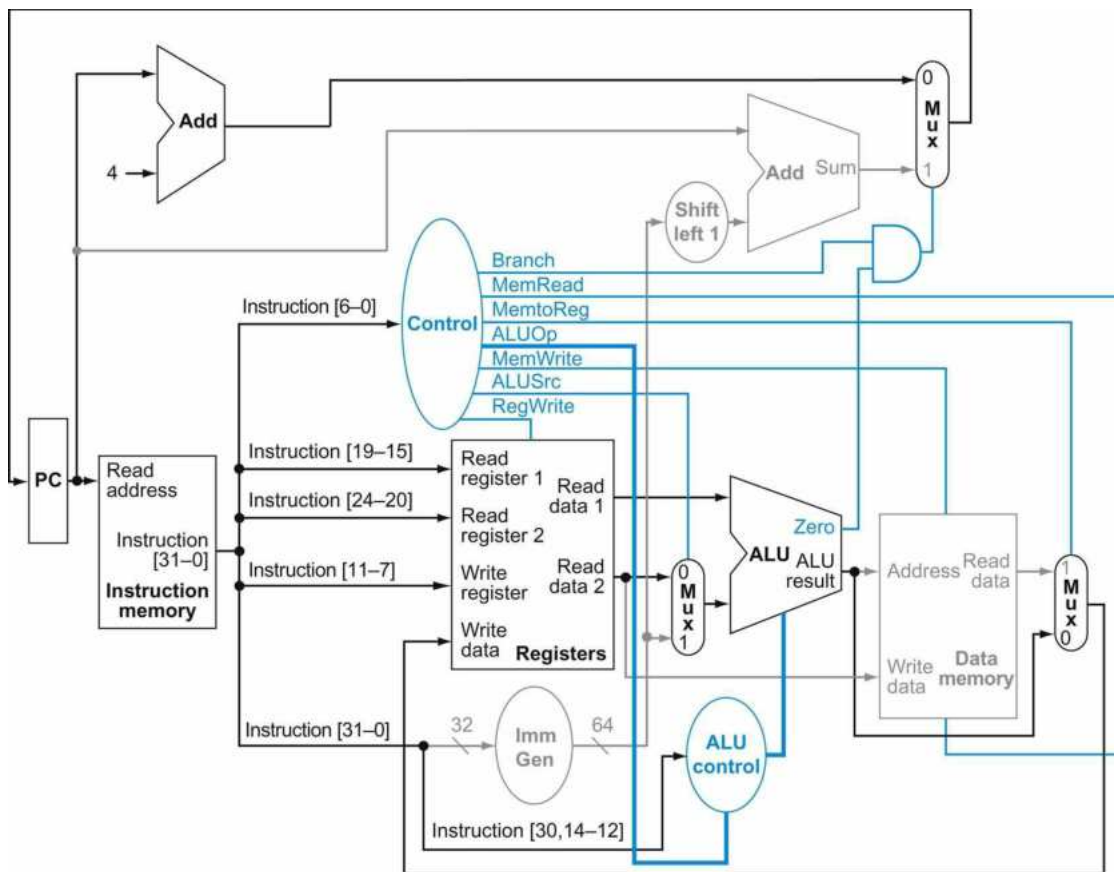 0
Mux
1
Add
4
Add Sum
Shift
left 1
Branch
MemRead
MemtoReg
ALUOp
MemWrite
ALUSrc
RegWrite
Instruction [6–0]
Control
PC
Read
address
Instruction
[31–0]
Instruction
memory
Instruction [19–15]
Instruction [24–20]
Instruction [11–7]
Read
register 1
Read
register 2
Write
register
Write
data
Read
data 1
Read
data 2
Registers
0
Mux
1
Zero
ALU
ALU
result
Address
Read
data
Write
data
Data
memory
1
Mux
0
Instruction [31–0]
32
Imm
Gen
64
ALU
control
Instruction [30,14–12]